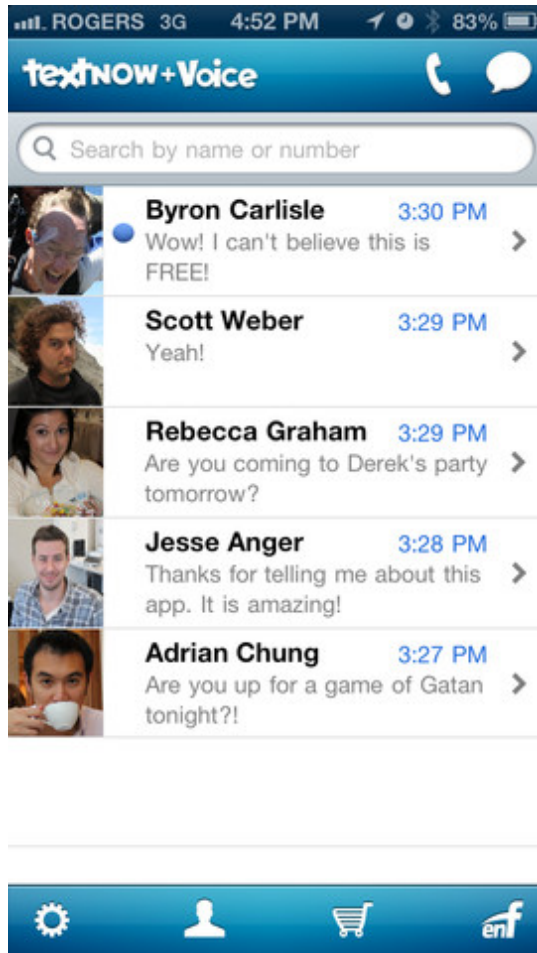 ROGERS 3G 4:52 PM 83%
textNOW+Voice
Search by name or number
Byron Carlisle 3:30 PM
Wow! I can't believe this is
FREE!
Scott Weber 3:29 PM
Yeah!
Rebecca Graham 3:29 PM
Are you coming to Derek's party
tomorrow?
Jesse Anger 3:28 PM
Thanks for telling me about this
app. It is amazing!
Adrian Chung 3:27 PM
Are you up for a game of Gatan
tonight?!
enf